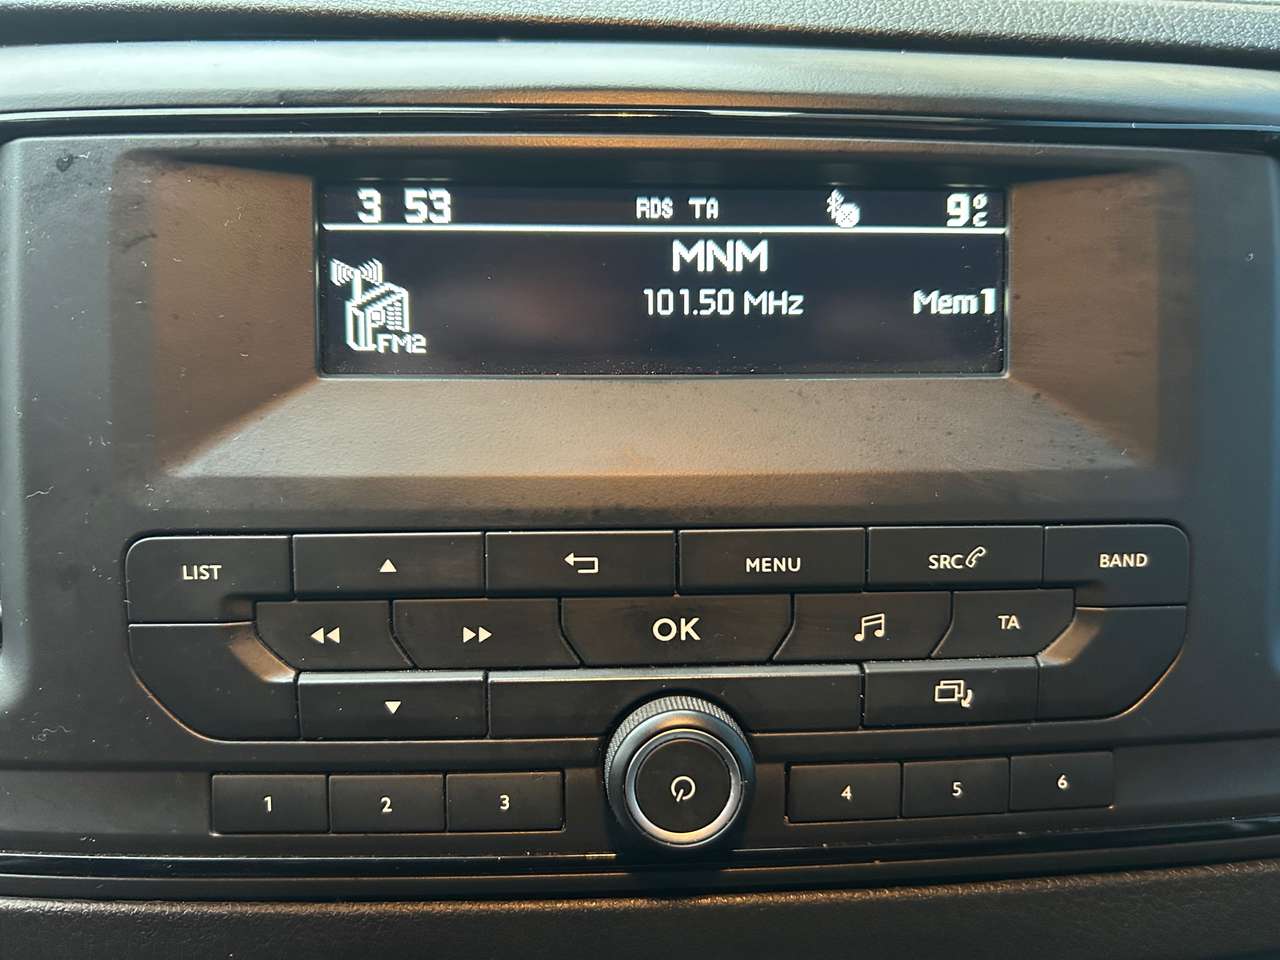 3 53 RDS TA 9°C
MNM
101.50 MHz Mem1
FM2
LIST MENU SRC BAND
OK TA
1 2 3 4 5 6